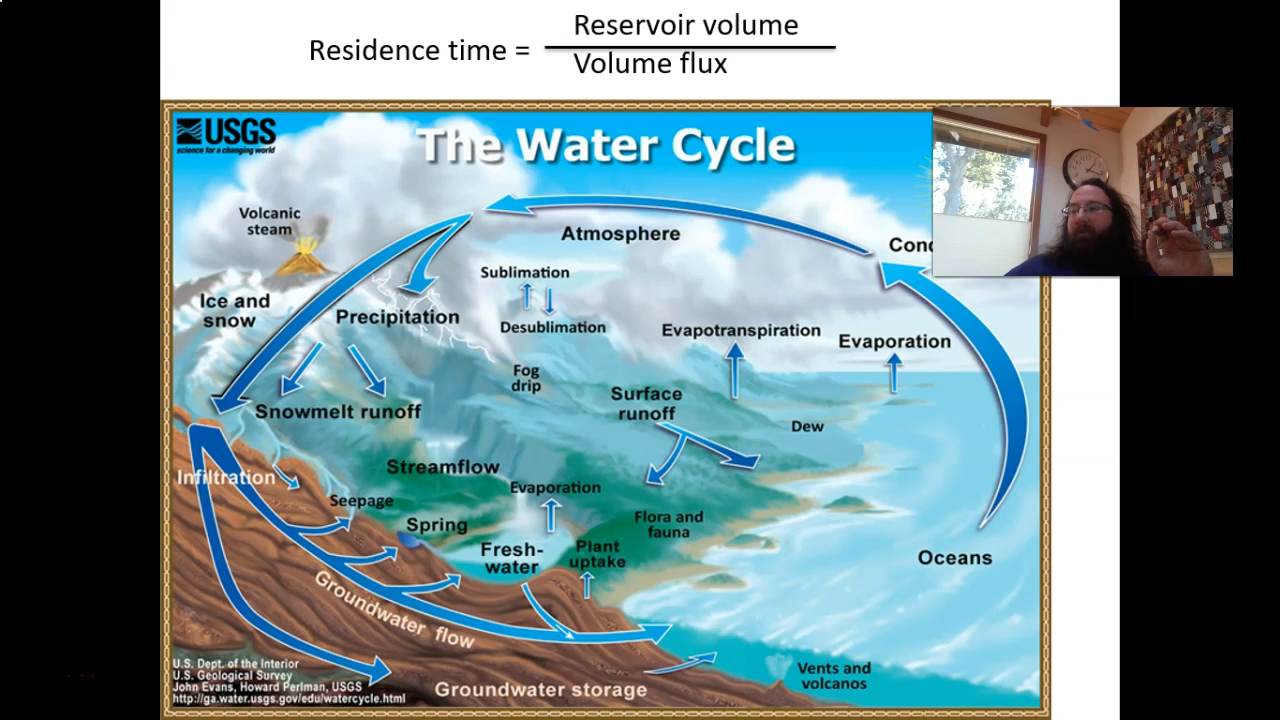 Reservoir volume
Residence time =
Volume flux
USGS
science for a changing world
The Water Cycle
Volcanic
steam
Atmosphere
Cond
Sublimation
Ice and
snow
Precipitation
Desublimation
Evapotranspiration
Evaporation
Fog
drip
Surface
runoff
Snowmelt runoff
Dew
Streamflow
Infiltration
Evaporation
Seepage
Spring
Flora and
fauna
Fresh-
water
Plant
uptake
Oceans
Groundwater flow
U.S. Dept. of the Interior
U.S. Geological Survey
John Evans, Howard Perlman, USGS
http://ga.water.usgs.gov/edu/watercycle.html
Groundwater storage
Vents and
volcanos